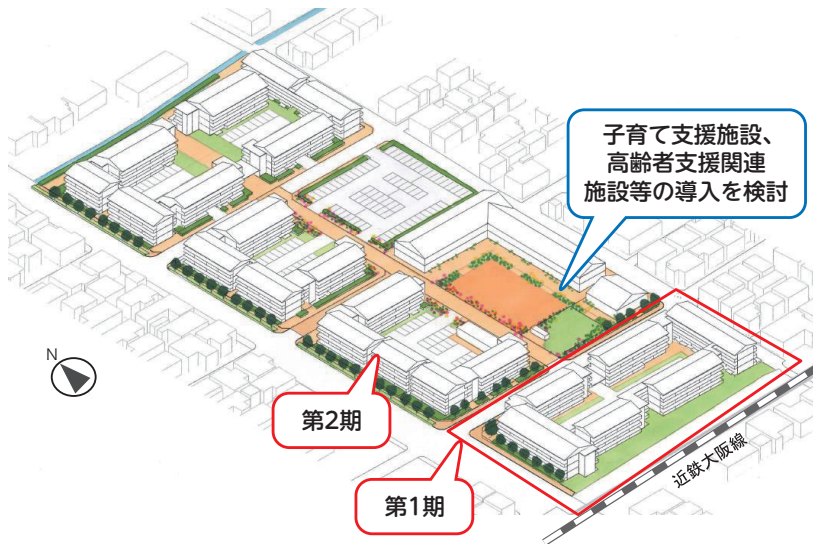 子育て支援施設、
高齢者支援関連
施設等の導入を検討
N
第2期
第1期
近鉄大阪線